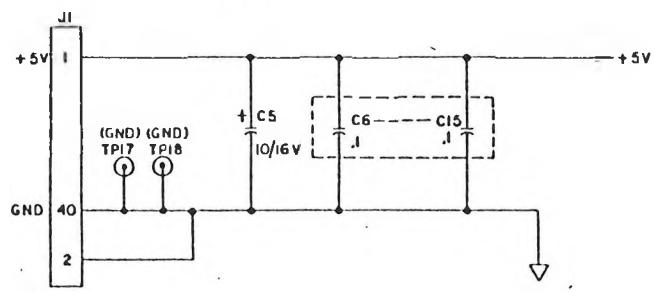 J1
+5V 1 +5V
+ C5 C6 C15
10/16V .1 .1
(GND) (GND)
TP17 TP18
GND 40
2